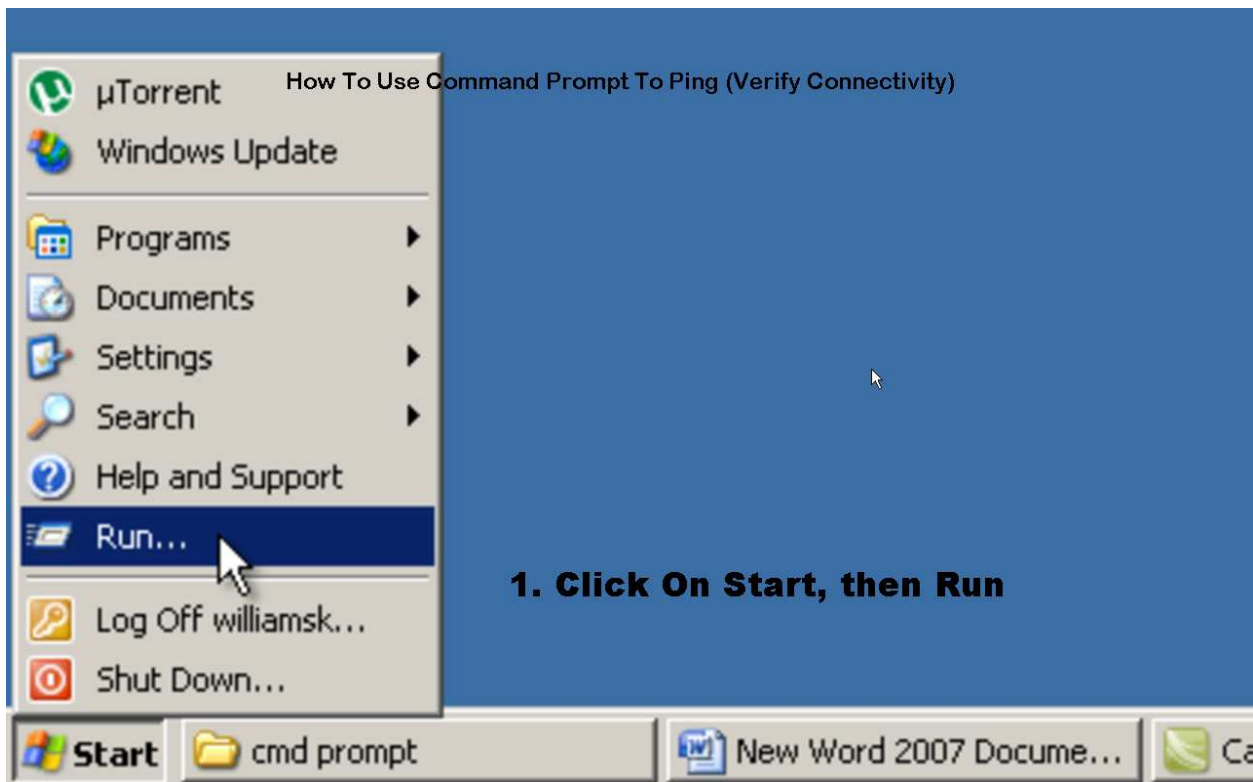 How To Use Command Prompt To Ping (Verify Connectivity)
µTorrent
Windows Update
Programs
Documents
Settings
Search
Help and Support
Run...
1. Click On Start, then Run
Log Off williamsk...
Shut Down...
Start
cmd prompt
New Word 2007 Docume...
Ca